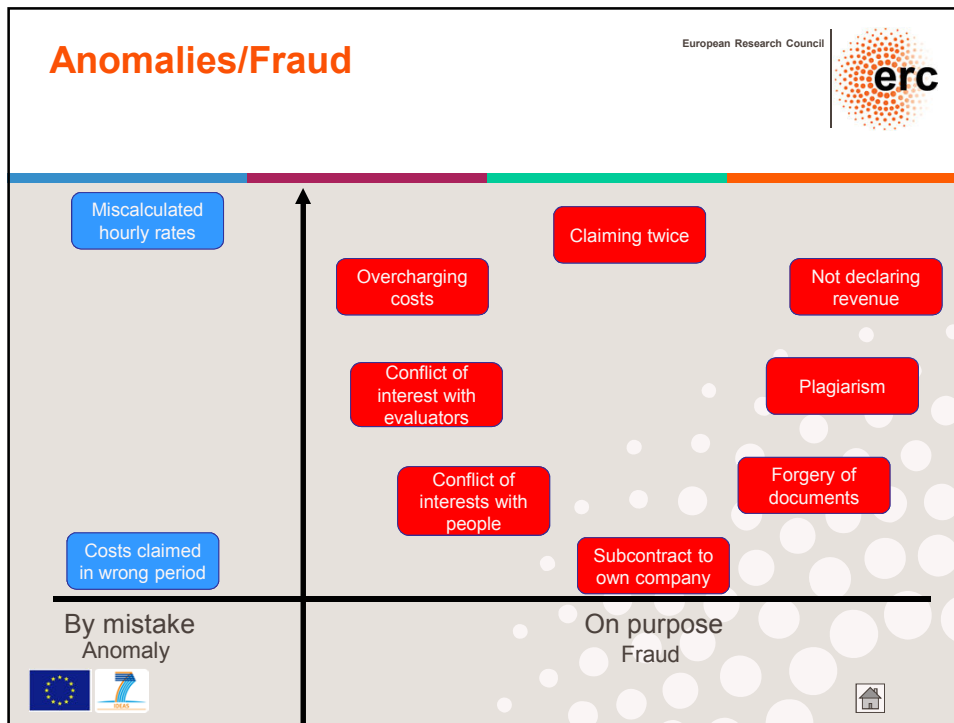 Anomalies/Fraud
European Research Council
erc
Miscalculated
hourly rates
Claiming twice
Overcharging
costs
Not declaring
revenue
Conflict of
interest with
evaluators
Plagiarism
Conflict of
interests with
people
Forgery of
documents
Costs claimed
in wrong period
Subcontract to
own company
By mistake
Anomaly
On purpose
Fraud
7
IDEAS